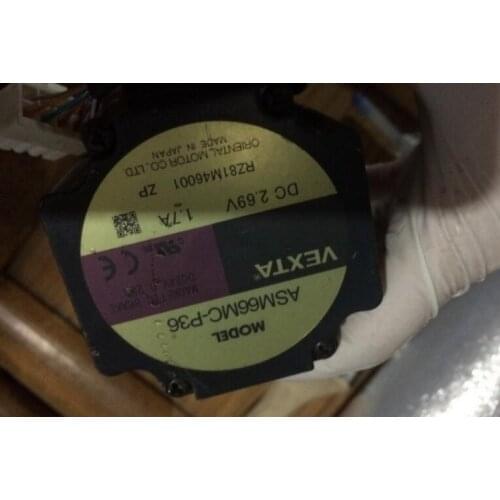 MODEL
ASM66MC-P36
VEXTA
DC 2.69V 1.7A
RZ81M46001 ZP
ORIENTAL MOTOR CO., LTD.
MADE IN JAPAN